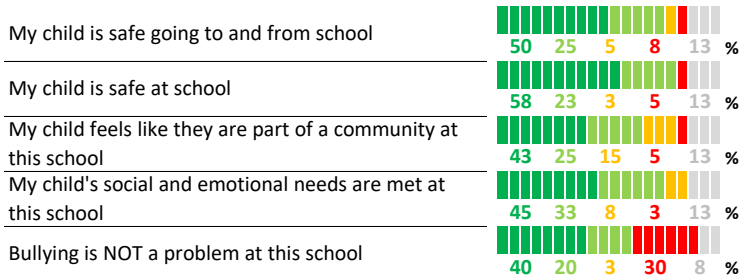 My child is safe going to and from school
50 25 5 8 13 %
My child is safe at school
58 23 3 5 13 %
My child feels like they are part of a community at
this school
43 25 15 5 13 %
My child's social and emotional needs are met at
this school
45 33 8 3 13 %
Bullying is NOT a problem at this school
40 20 3 30 8 %